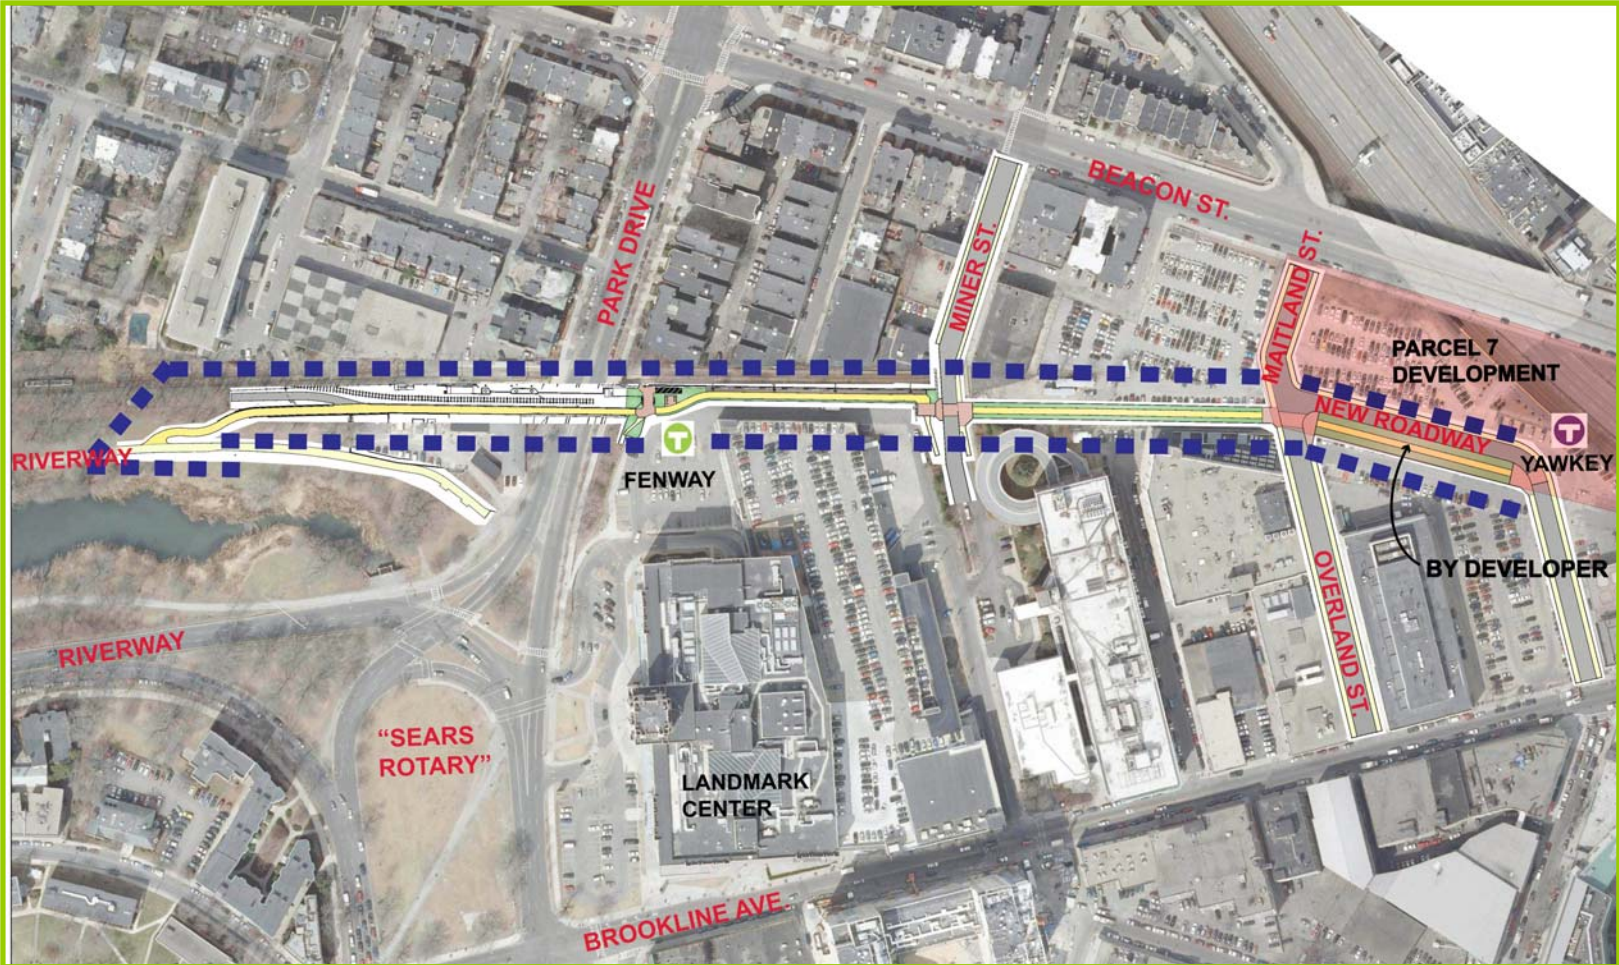 BEACON ST.
PARK DRIVE
MINER ST.
MAITLAND ST.
PARCEL 7
DEVELOPMENT
NEW ROADWAY
T
T
YAWKEY
RIVERWAY
FENWAY
BY DEVELOPER
OVERLAND ST.
RIVERWAY
“SEARS
ROTARY”
LANDMARK
CENTER
BROOKLINE AVE.